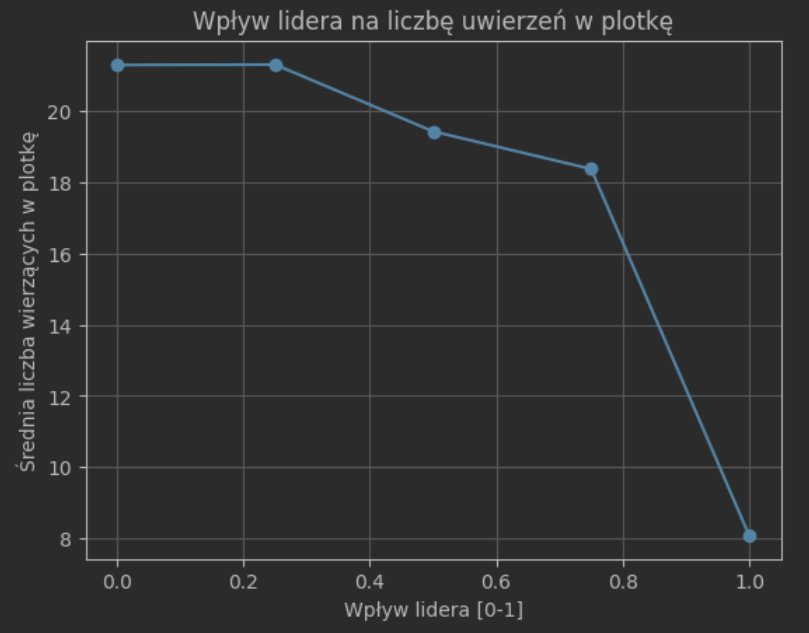 Wpływ lidera na liczbę uwierzeń w plotkę
Średnia liczba wierzących w plotkę
20
18
16
14
12
10
8
0.0 0.2 0.4 0.6 0.8 1.0
Wpływ lidera [0-1]